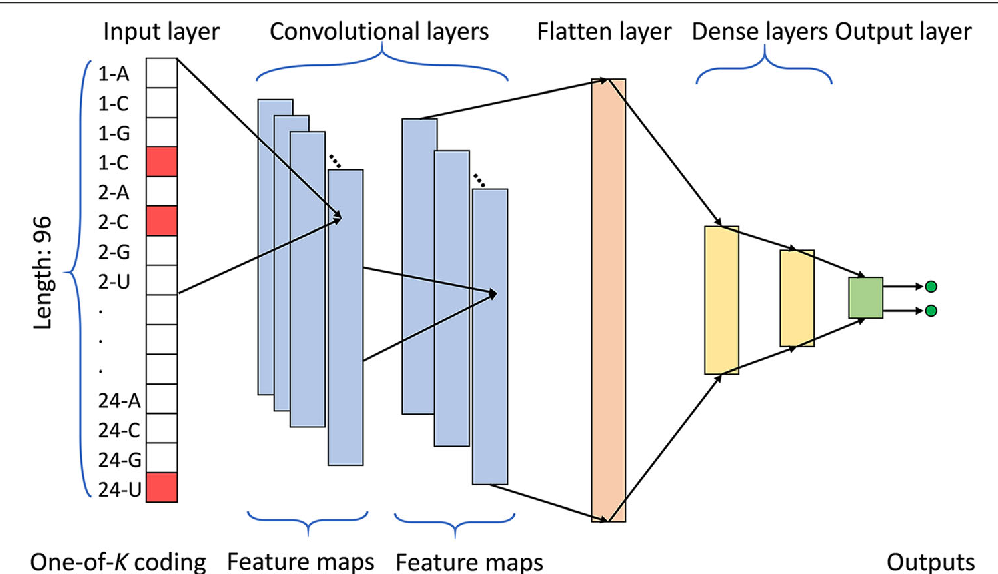 Input layer
Convolutional layers
Flatten layer
Dense layers
Output layer
Length: 96
1-A
1-C
1-G
1-C
2-A
2-C
2-G
2-U
.
.
.
24-A
24-C
24-G
24-U
One-of-K coding
Feature maps
Feature maps
Outputs